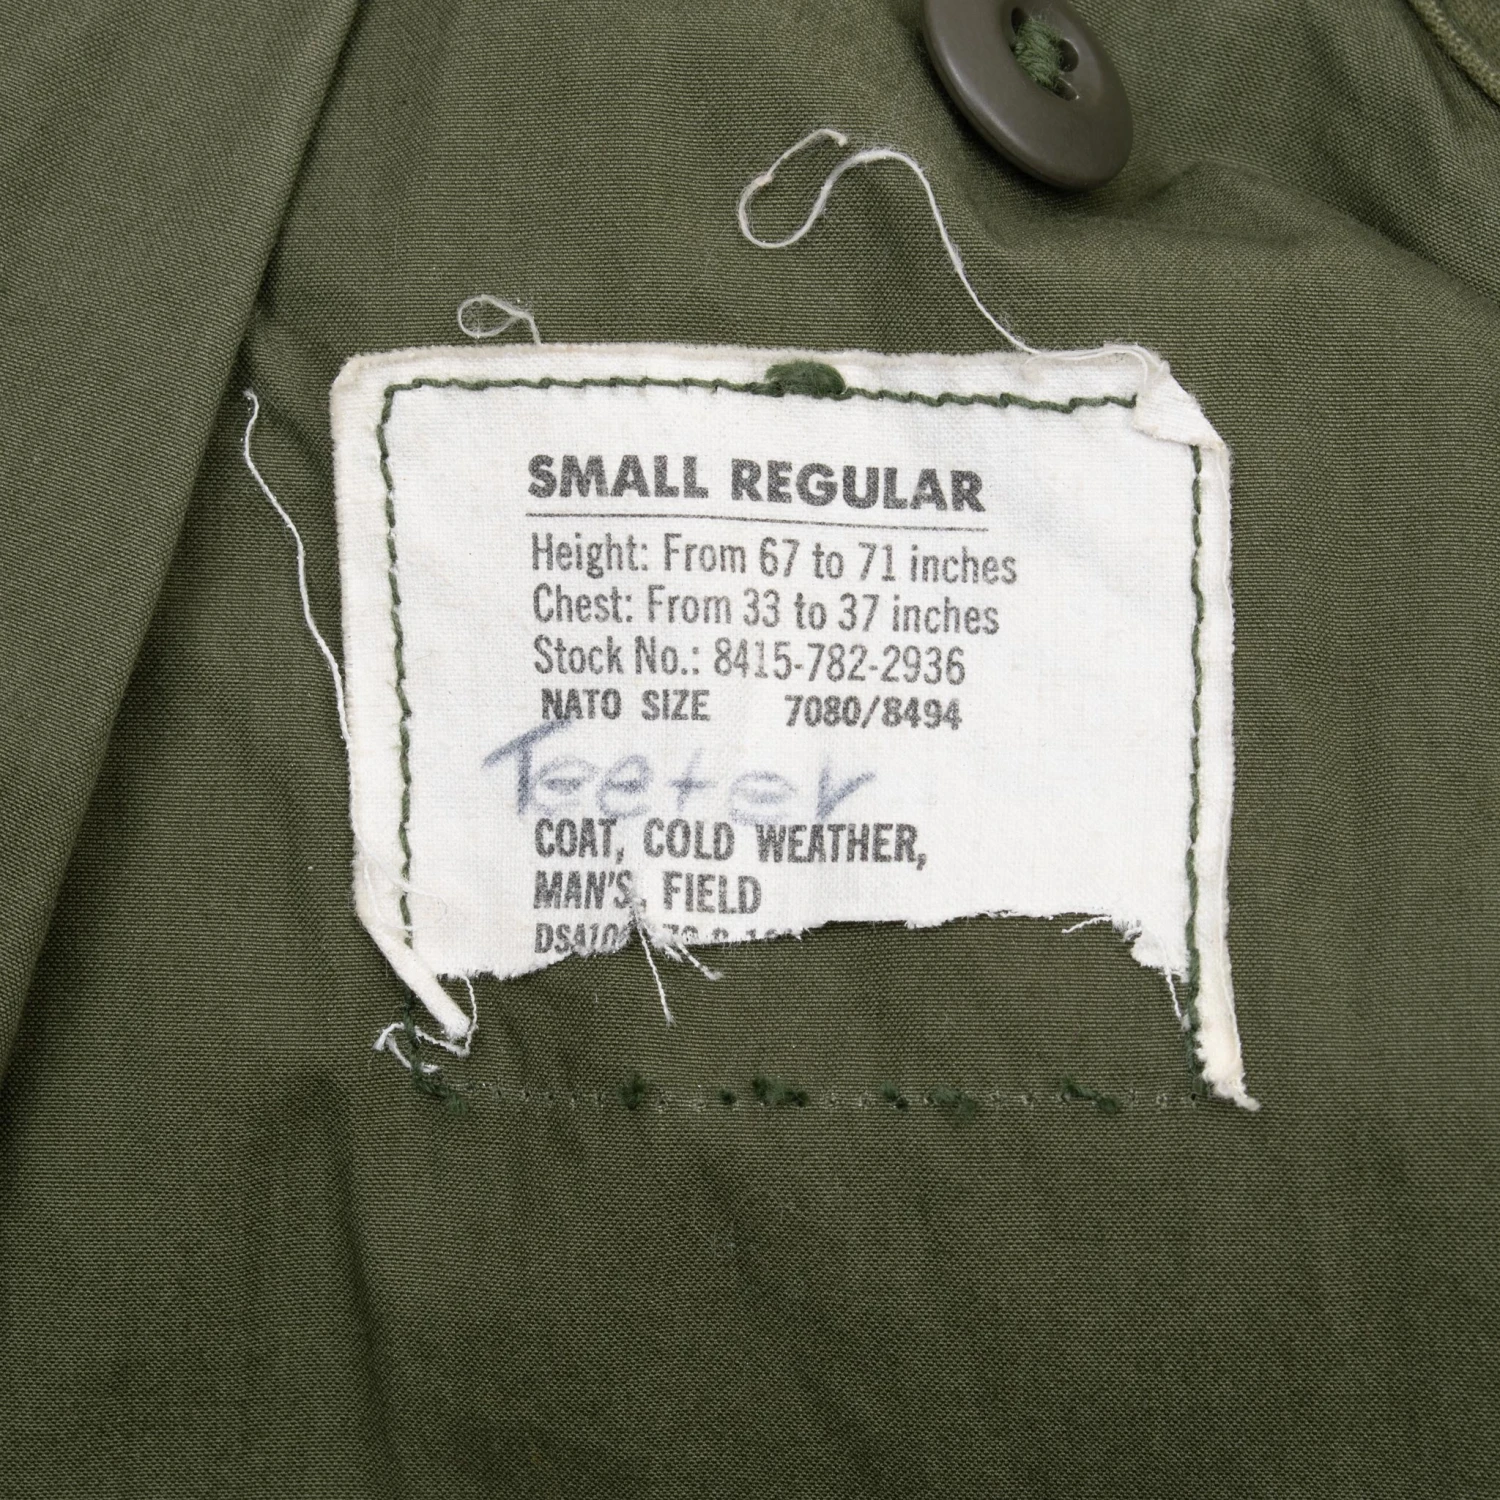 SMALL REGULAR
Height: From 67 to 71 inches
Chest: From 33 to 37 inches
Stock No.: 8415-782-2936
NATO SIZE 7080/8494
Teeter
COAT, COLD WEATHER,
MAN'S, FIELD